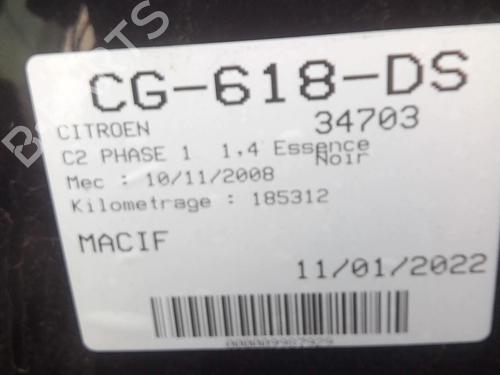 CG-618-DS
CITROEN 34703
C2 PHASE 1 1,4 Essence
Noir
Mec : 10/11/2008
Kilometrage : 185312
MACIF
11/01/2022
000009987929